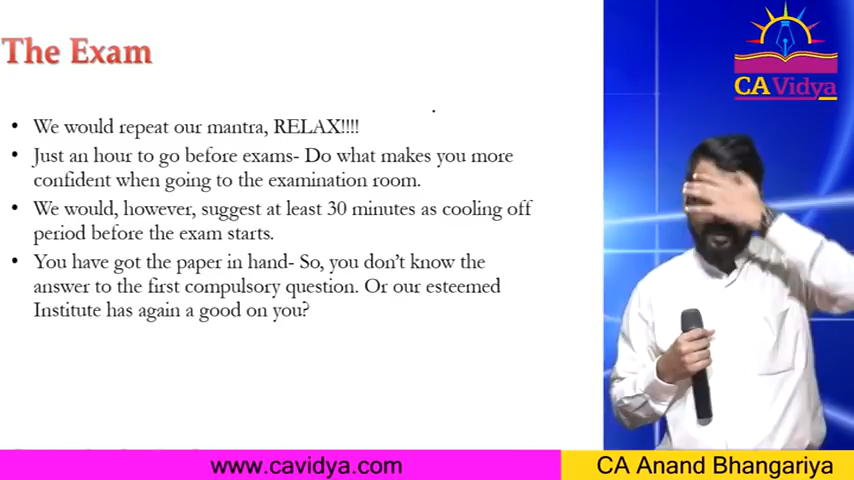 The Exam
• We would repeat our mantra, RELAX!!!!
• Just an hour to go before exams- Do what makes you more
confident when going to the examination room.
• We would, however, suggest at least 30 minutes as cooling off
period before the exam starts.
• You have got the paper in hand- So, you don't know the
answer to the first compulsory question. Or our esteemed
Institute has again a good on you?
CA Vidya
www.cavidya.com
CA Anand Bhangariya